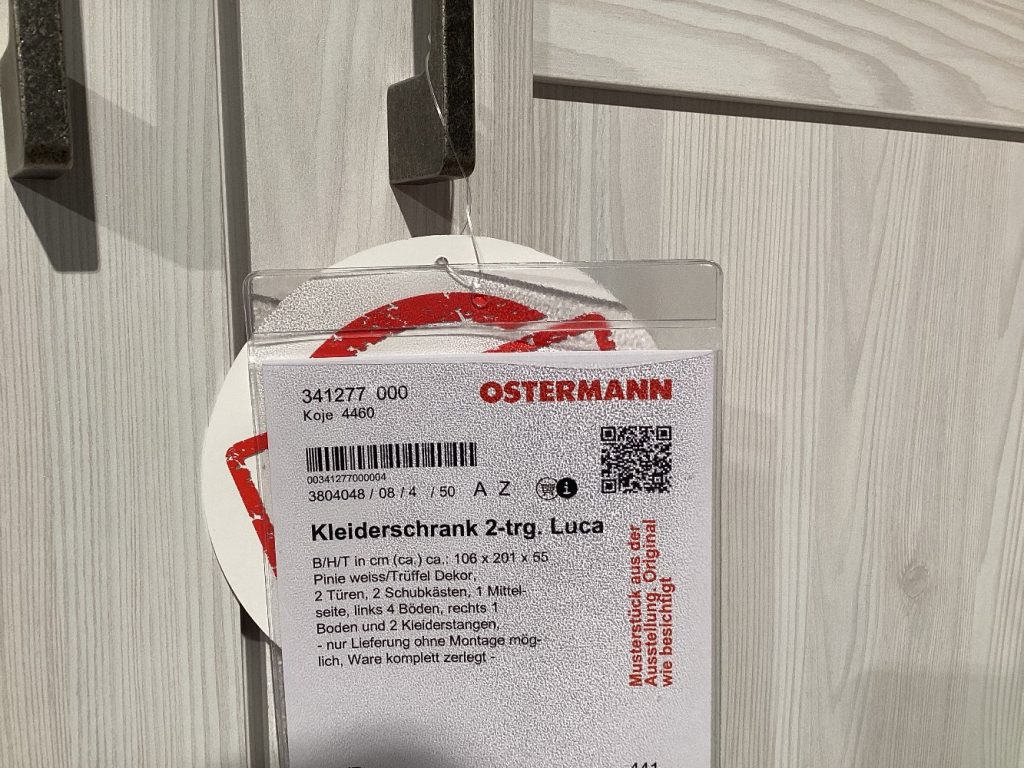 341277 000
OSTERMANN
Koje 4460
00341277000004
3804048 / 08 / 4 / 50 A Z
Kleiderschrank 2-trg. Luca
B/H/T in cm (ca.) ca.: 106 x 201 x 55
Pinie weiss/Trüffel Dekor,
2 Türen, 2 Schubkästen, 1 Mittel-
seite, links 4 Böden, rechts 1
Boden und 2 Kleiderstangen,
- nur Lieferung ohne Montage mög-
lich, Ware komplett zerlegt -
Musterstück aus der
Ausstellung. Original
wie besichtigt